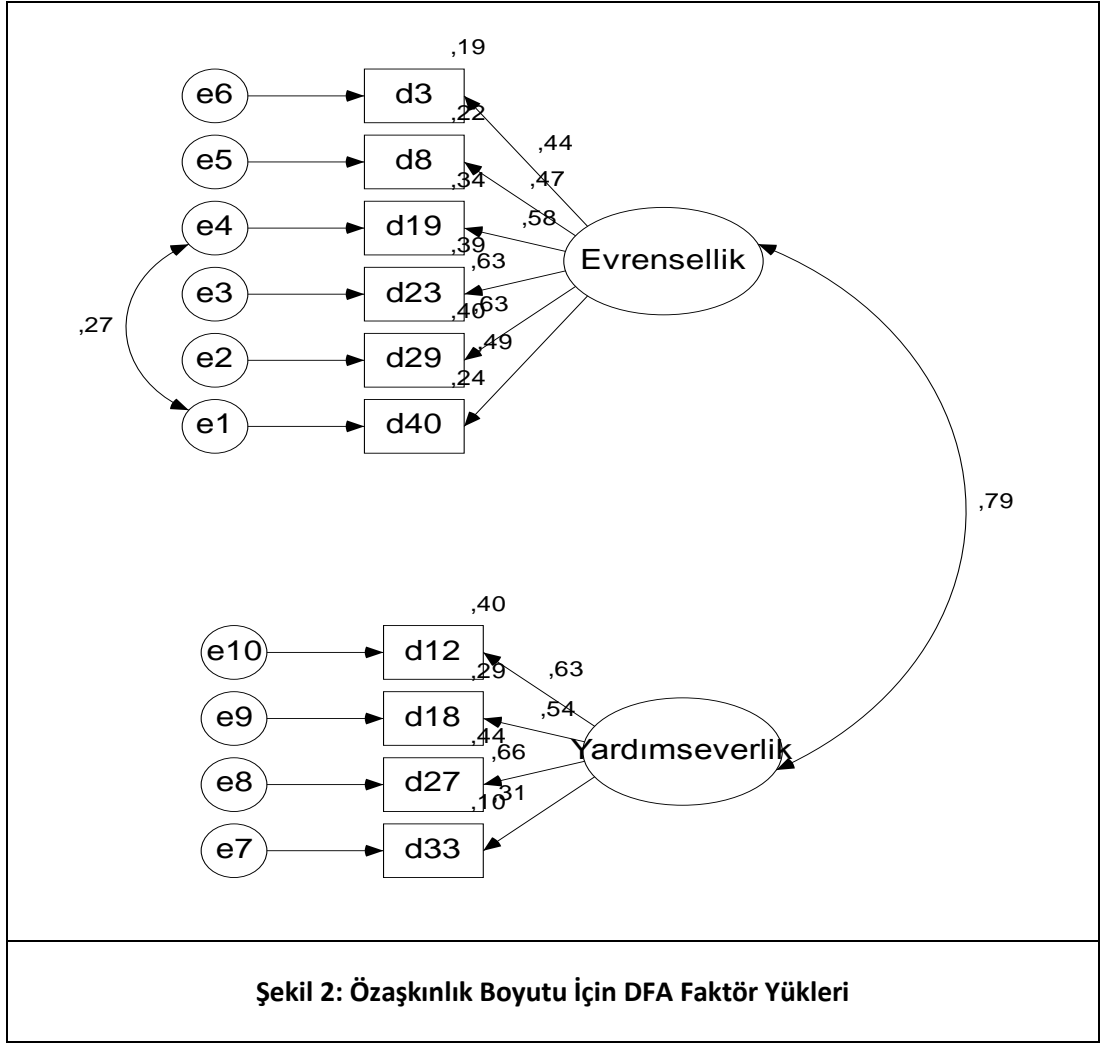 ,19
e6
d3
,22
,44
e5
d8
,34
,47
e4
d19
,39
,58
Evrensellik
e3
d23
,40
,63
,63
,27
e2
d29
,24
,49
e1
d40
,79
,40
e10
d12
,29
,63
e9
d18
,44
,54
Yardımseverlik
e8
d27
,10
,66
,31
e7
d33
Şekil 2: Özaşkınlık Boyutu İçin DFA Faktör Yükleri